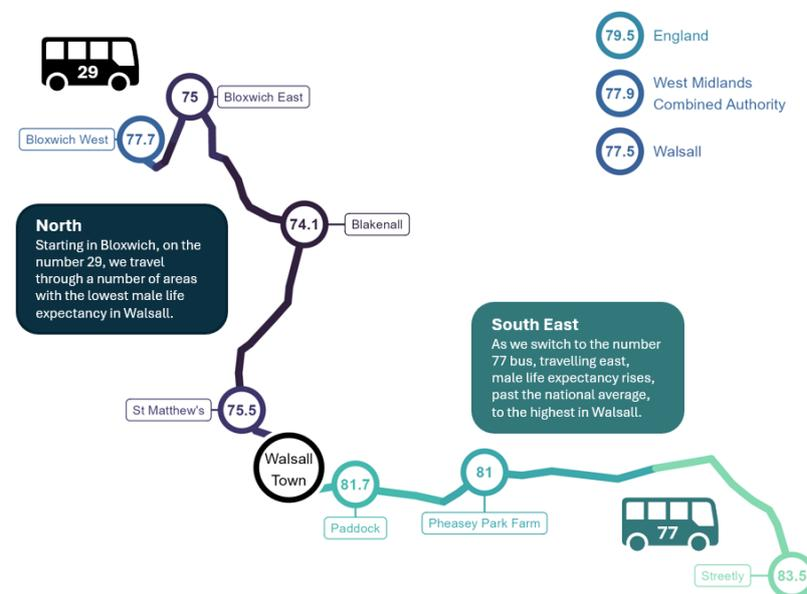 29
75
Bloxwich East
Bloxwich West
77.7
79.5
England
77.9
West Midlands
Combined Authority
77.5
Walsall
North
Starting in Bloxwich, on the
number 29, we travel
through a number of areas
with the lowest male life
expectancy in Walsall.
74.1
Blakenall
South East
As we switch to the number
77 bus, travelling east,
male life expectancy rises,
past the national average,
to the highest in Walsall.
St Matthew's
75.5
Walsall
Town
81.7
Paddock
81
Pheasey Park Farm
77
Streetly
83.5